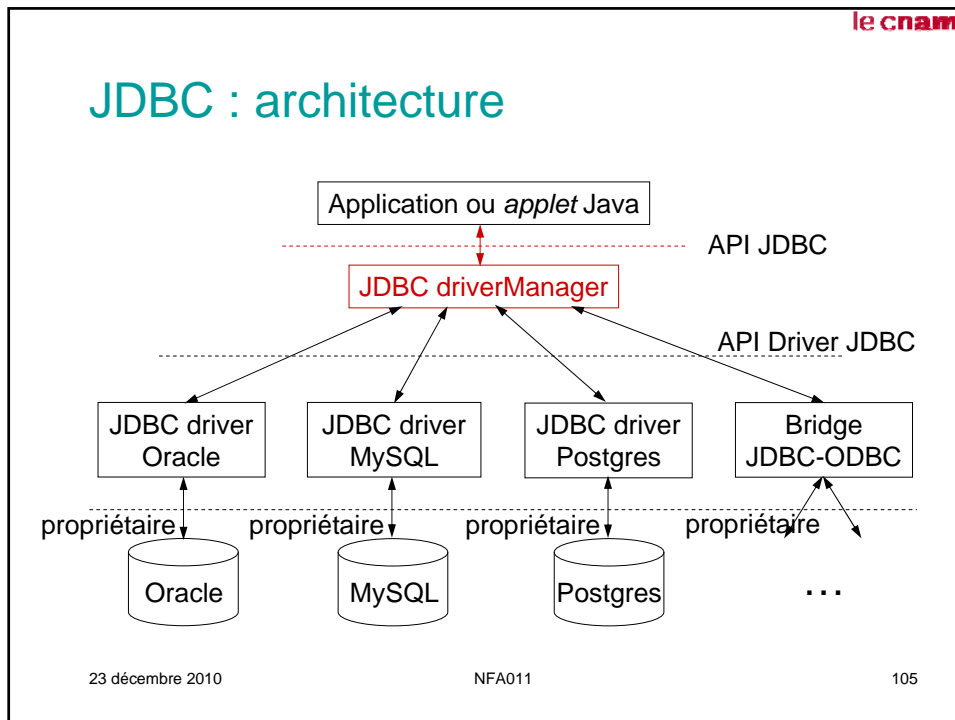 le cnam
JDBC : architecture
Application ou applet Java
API JDBC
JDBC driverManager
API Driver JDBC
JDBC driver
Oracle
JDBC driver
MySQL
JDBC driver
Postgres
Bridge
JDBC-ODBC
propriétaire
propriétaire
propriétaire
propriétaire
Oracle
MySQL
Postgres
...
23 décembre 2010
NFA011
105